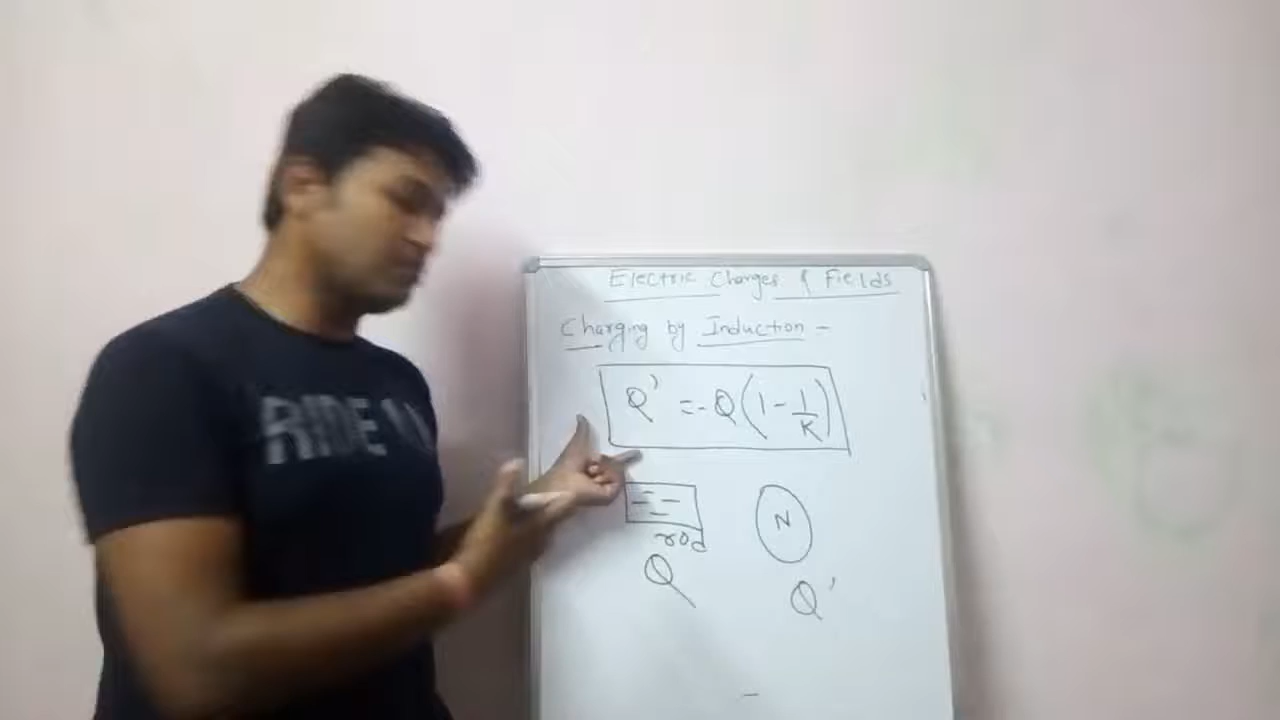 Electric Charges & Fields
Charging by Induction -
Q' = -Q(1 - 1/K)
rod
N
Q
Q'
RIDE